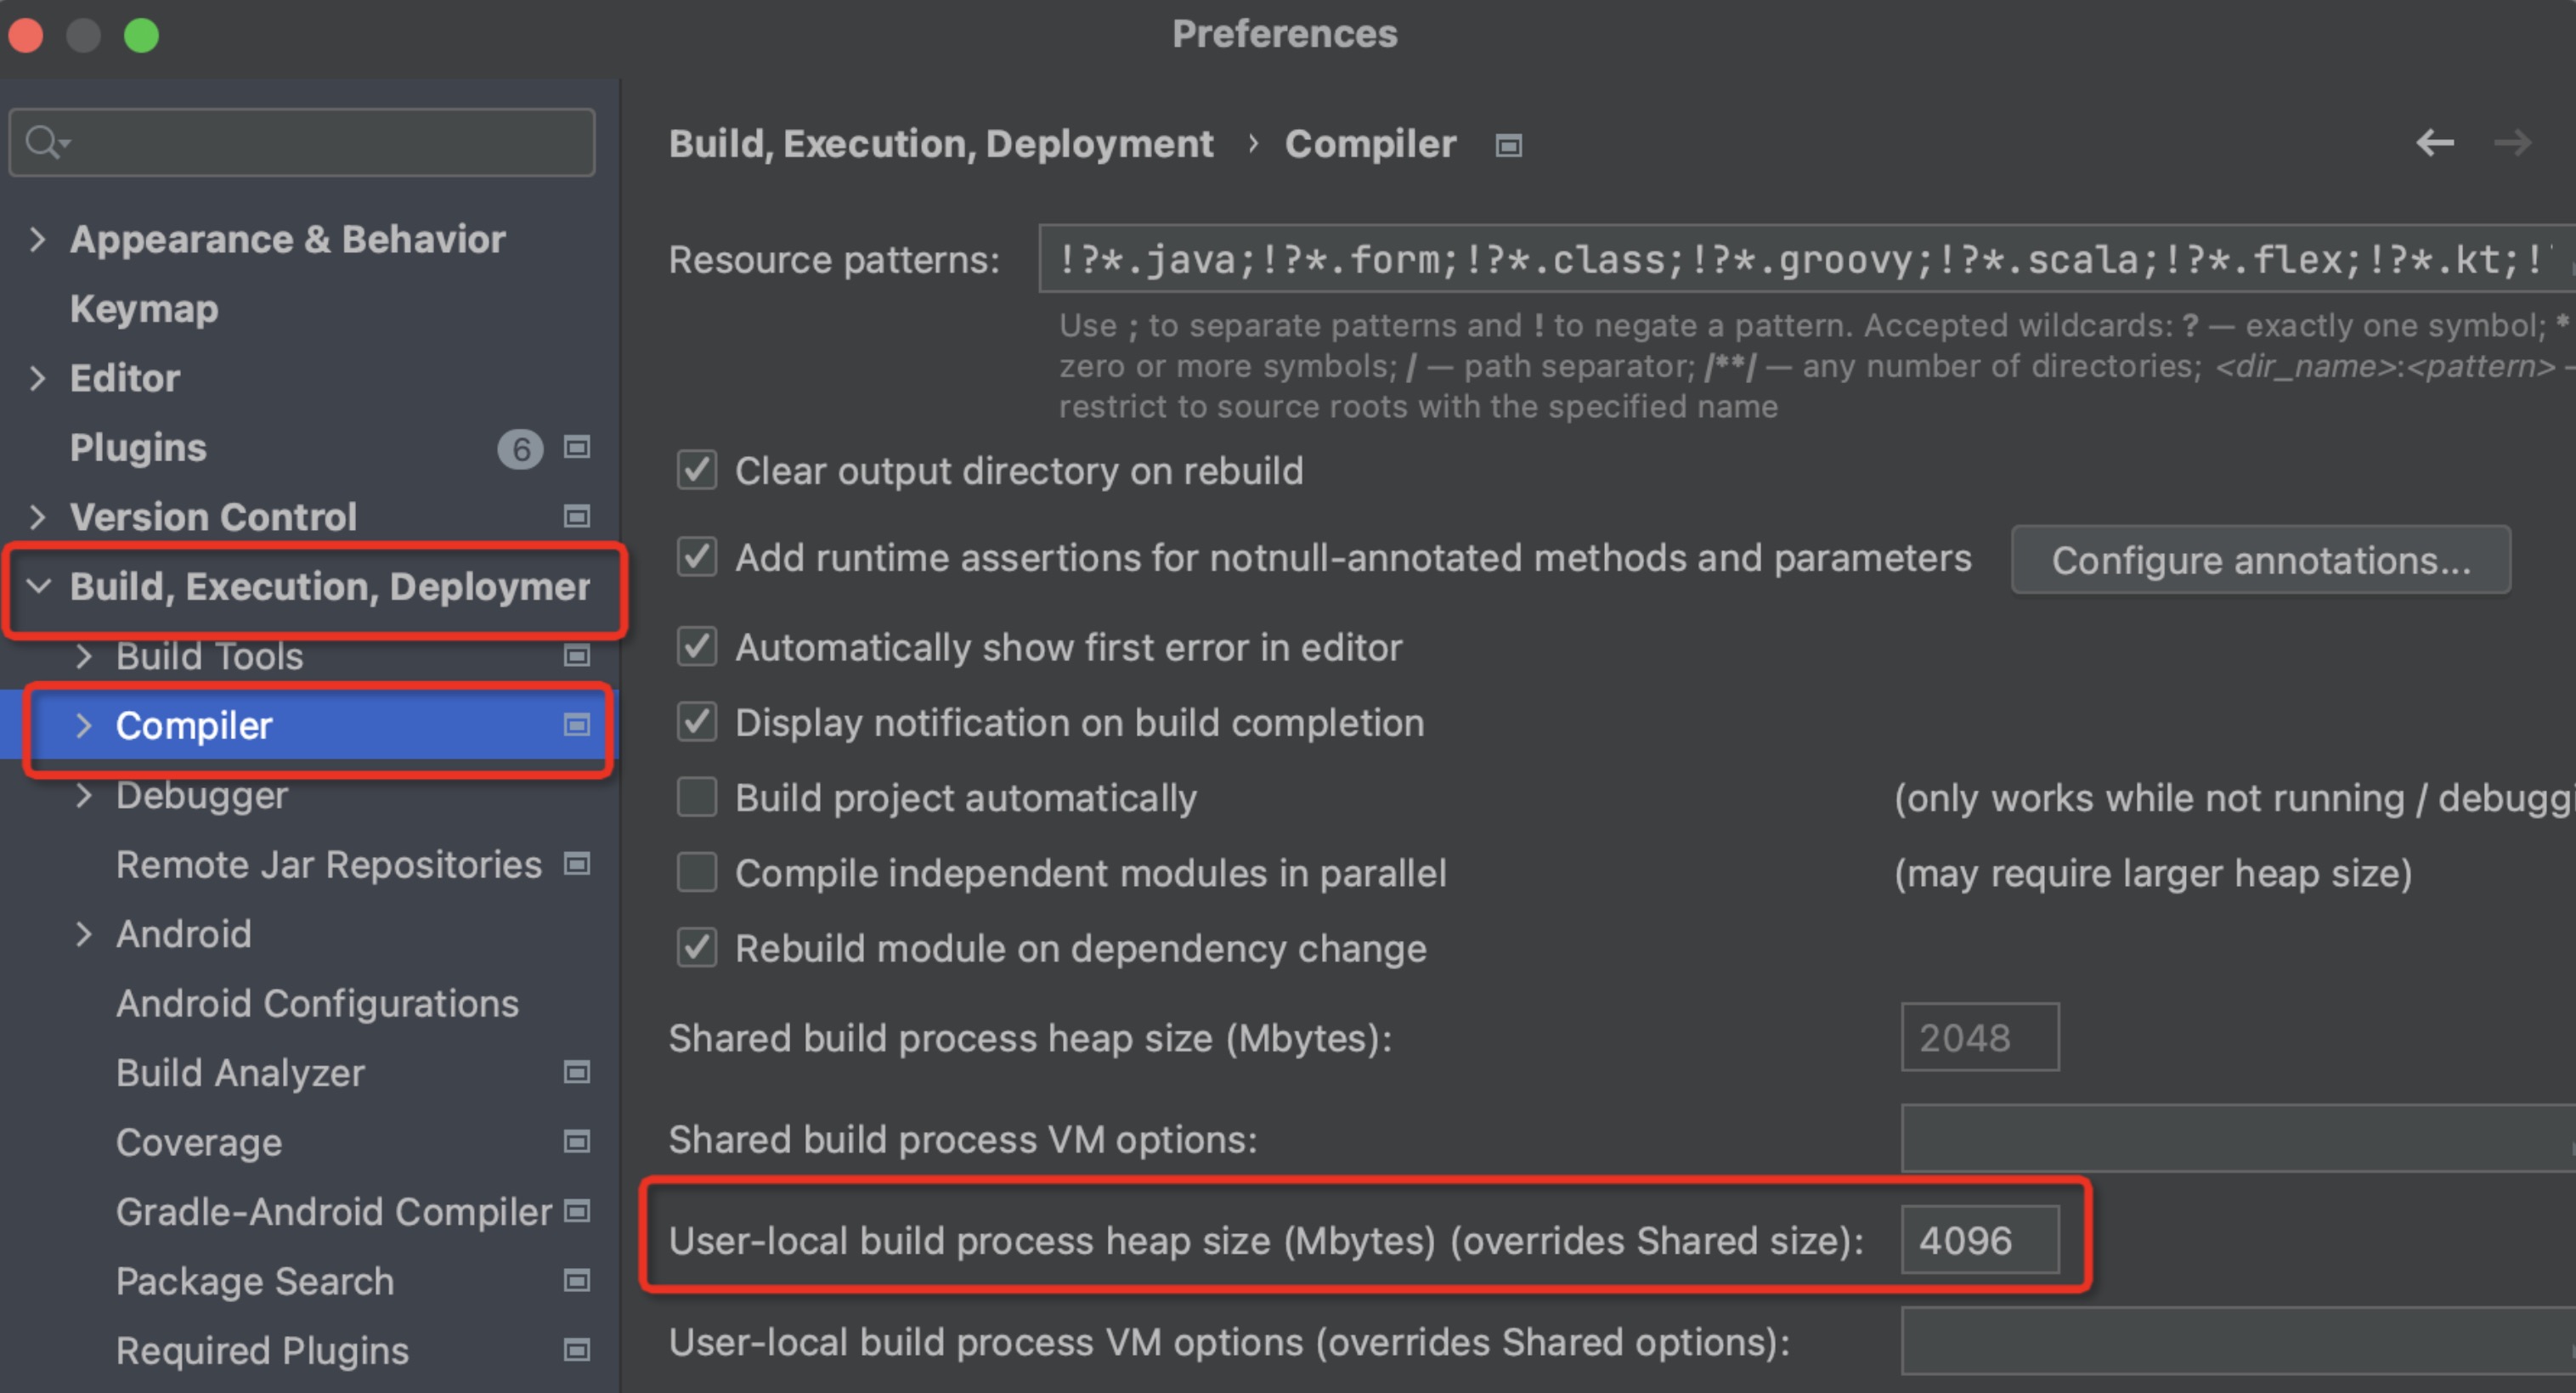 Preferences
Appearance & Behavior
Keymap
Editor
Plugins 6
Version Control
Build, Execution, Deploymen
Build Tools
Compiler
Debugger
Remote Jar Repositories
Android
Android Configurations
Build Analyzer
Coverage
Gradle-Android Compiler
Package Search
Required Plugins
Build, Execution, Deployment › Compiler
Resource patterns: !?*.java;!?*.form;!?*.class;!?*.groovy;!?*.scala;!?*.flex;!?*.kt;!
Use ; to separate patterns and ! to negate a pattern. Accepted wildcards: ? — exactly one symbol; *
zero or more symbols; / — path separator; /**/ — any number of directories; <dir_name>:<pattern> –
restrict to source roots with the specified name
Clear output directory on rebuild
Add runtime assertions for notnull-annotated methods and parameters Configure annotations...
Automatically show first error in editor
Display notification on build completion
Build project automatically (only works while not running / debuggi
Compile independent modules in parallel (may require larger heap size)
Rebuild module on dependency change
Shared build process heap size (Mbytes): 2048
Shared build process VM options:
User-local build process heap size (Mbytes) (overrides Shared size): 4096
User-local build process VM options (overrides Shared options):